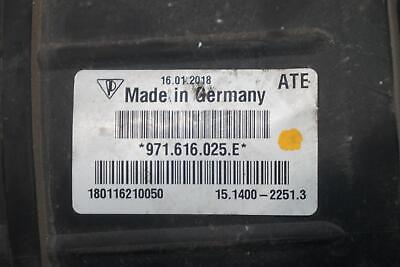 16.01.2018
ATE
Made in Germany
*971.616.025.E*
180116210050
15.1400-2251.3